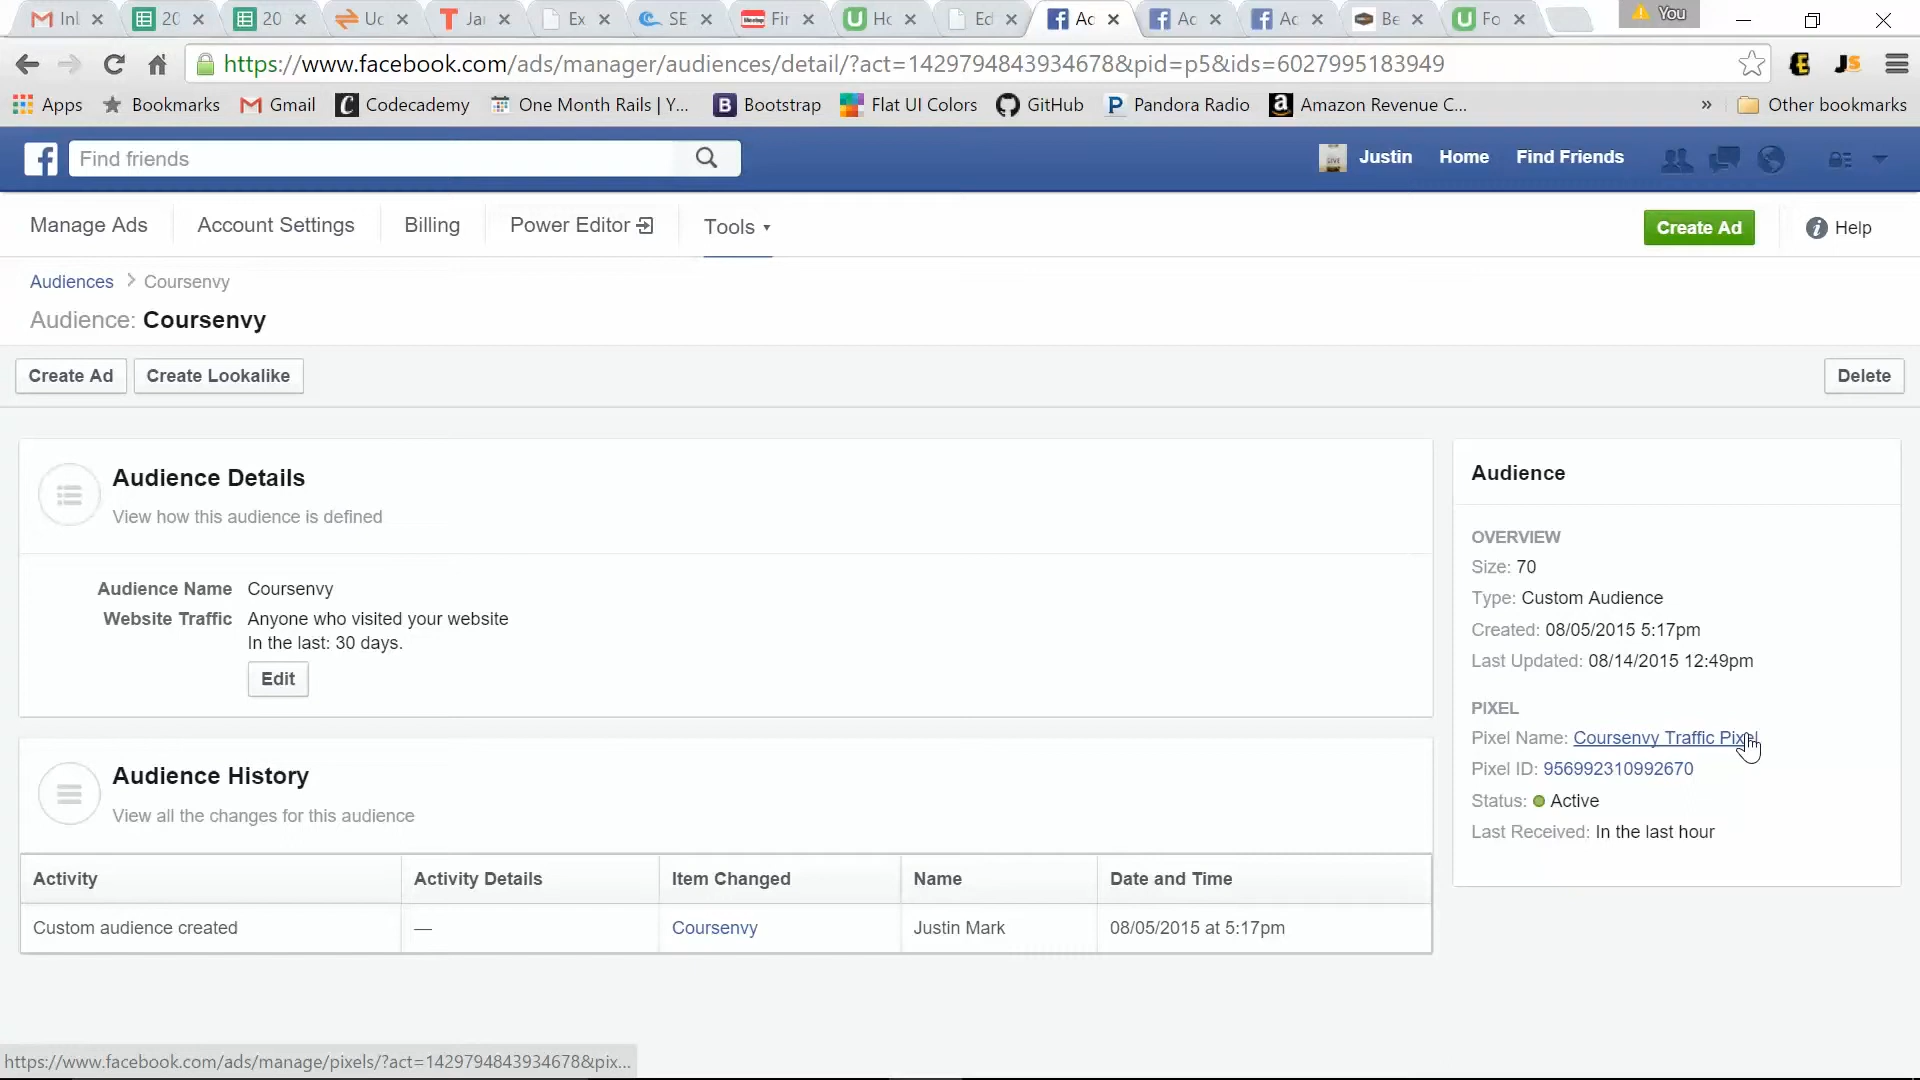 Inl
20
20
Uc
Ja
Ex
SE
Fir
Ho
Ed
Ac
Ac
Ac
Be
Fo
You
https://www.facebook.com/ads/manager/audiences/detail/?act=1429794843934678&pid=p5&ids=6027995183949
Apps
Bookmarks
Gmail
Codecademy
One Month Rails | Y...
Bootstrap
Flat UI Colors
GitHub
Pandora Radio
Amazon Revenue C...
»
Other bookmarks
Find friends
Justin
Home
Find Friends
Manage Ads
Account Settings
Billing
Power Editor
Tools
Create Ad
Help
Audiences > Coursenvy
Audience: Coursenvy
Create Ad
Create Lookalike
Delete
Audience Details
View how this audience is defined
Audience Name Coursenvy
Website Traffic Anyone who visited your website
In the last: 30 days.
Edit
Audience History
View all the changes for this audience
Activity Activity Details Item Changed Name Date and Time
Custom audience created — Coursenvy Justin Mark 08/05/2015 at 5:17pm
Audience
OVERVIEW
Size: 70
Type: Custom Audience
Created: 08/05/2015 5:17pm
Last Updated: 08/14/2015 12:49pm
PIXEL
Pixel Name: Coursenvy Traffic Pixel
Pixel ID: 956992310992670
Status: Active
Last Received: In the last hour
https://www.facebook.com/ads/manage/pixels/?act=1429794843934678&pix...